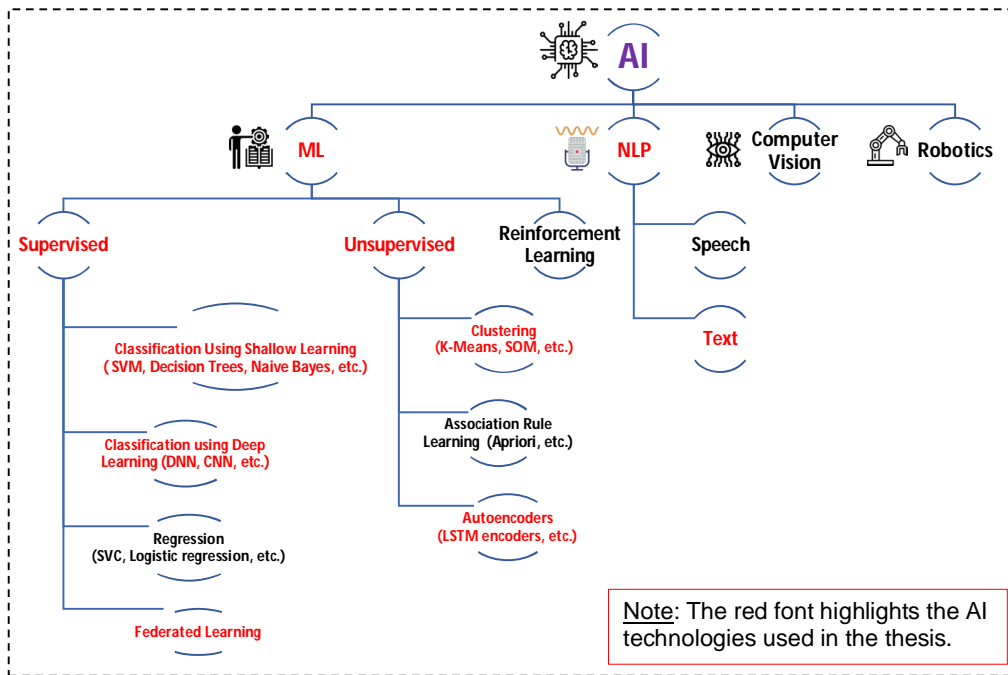 AI
ML
NLP
Computer
Vision
Robotics
Supervised
Unsupervised
Reinforcement
Learning
Speech
Text
Classification Using Shallow Learning
( SVM, Decision Trees, Naive Bayes, etc.)
Classification using Deep
Learning (DNN, CNN, etc.)
Regression
(SVC, Logistic regression, etc.)
Federated Learning
Clustering
(K-Means, SOM, etc.)
Association Rule
Learning (Apriori, etc.)
Autoencoders
(LSTM encoders, etc.)
Note: The red font highlights the AI
technologies used in the thesis.